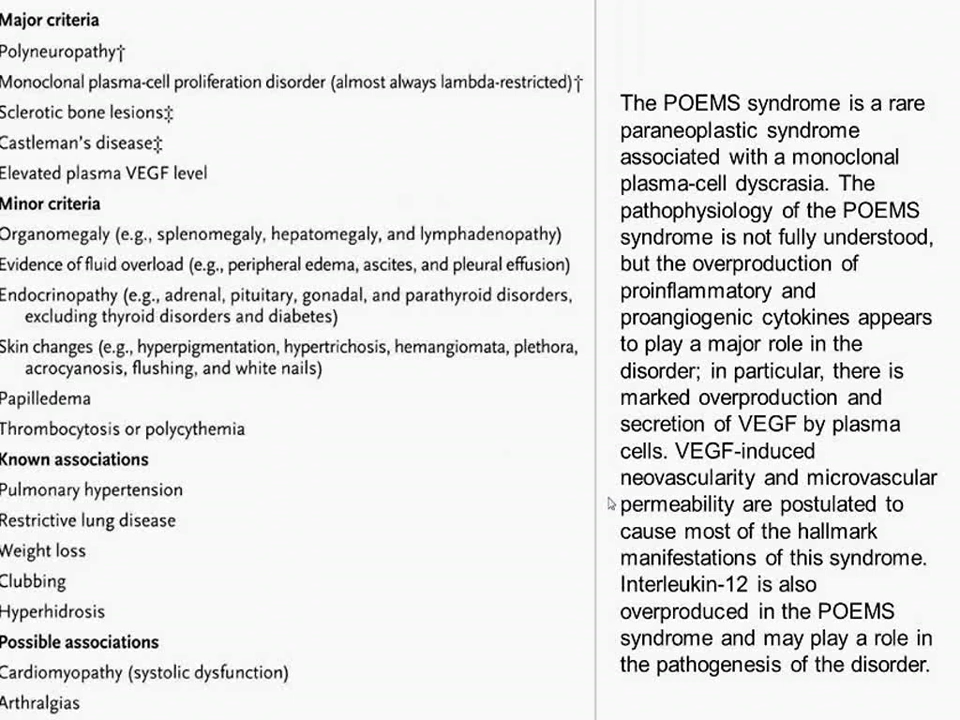 Major criteria
Polyneuropathy†
Monoclonal plasma-cell proliferation disorder (almost always lambda-restricted)†
Sclerotic bone lesions‡
Castleman's disease‡
Elevated plasma VEGF level
Minor criteria
Organomegaly (e.g., splenomegaly, hepatomegaly, and lymphadenopathy)
Evidence of fluid overload (e.g., peripheral edema, ascites, and pleural effusion)
Endocrinopathy (e.g., adrenal, pituitary, gonadal, and parathyroid disorders,
excluding thyroid disorders and diabetes)
Skin changes (e.g., hyperpigmentation, hypertrichosis, hemangiomata, plethora,
acrocyanosis, flushing, and white nails)
Papilledema
Thrombocytosis or polycythemia
Known associations
Pulmonary hypertension
Restrictive lung disease
Weight loss
Clubbing
Hyperhidrosis
Possible associations
Cardiomyopathy (systolic dysfunction)
Arthralgias
The POEMS syndrome is a rare
paraneoplastic syndrome
associated with a monoclonal
plasma-cell dyscrasia. The
pathophysiology of the POEMS
syndrome is not fully understood,
but the overproduction of
proinflammatory and
proangiogenic cytokines appears
to play a major role in the
disorder; in particular, there is
marked overproduction and
secretion of VEGF by plasma
cells. VEGF-induced
neovascularity and microvascular
permeability are postulated to
cause most of the hallmark
manifestations of this syndrome.
Interleukin-12 is also
overproduced in the POEMS
syndrome and may play a role in
the pathogenesis of the disorder.